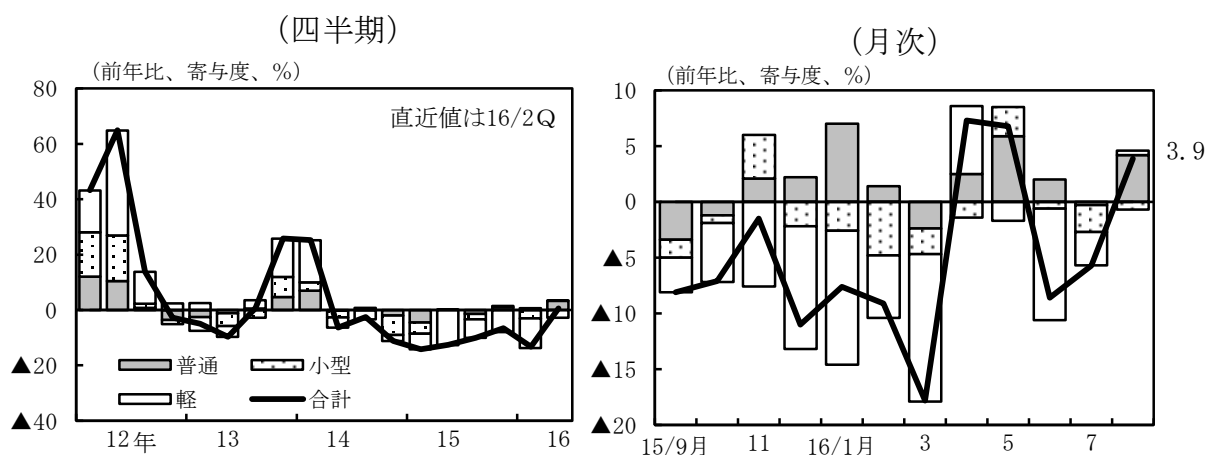 （四半期）
（前年比、寄与度、％）
80
60
40
20
0
▲20
▲40
直近値は16/2Q
普通
小型
軽
合計
12年
13
14
15
16
（月次）
（前年比、寄与度、％）
10
5
0
▲5
▲10
▲15
▲20
3.9
15/9月
11
16/1月
3
5
7